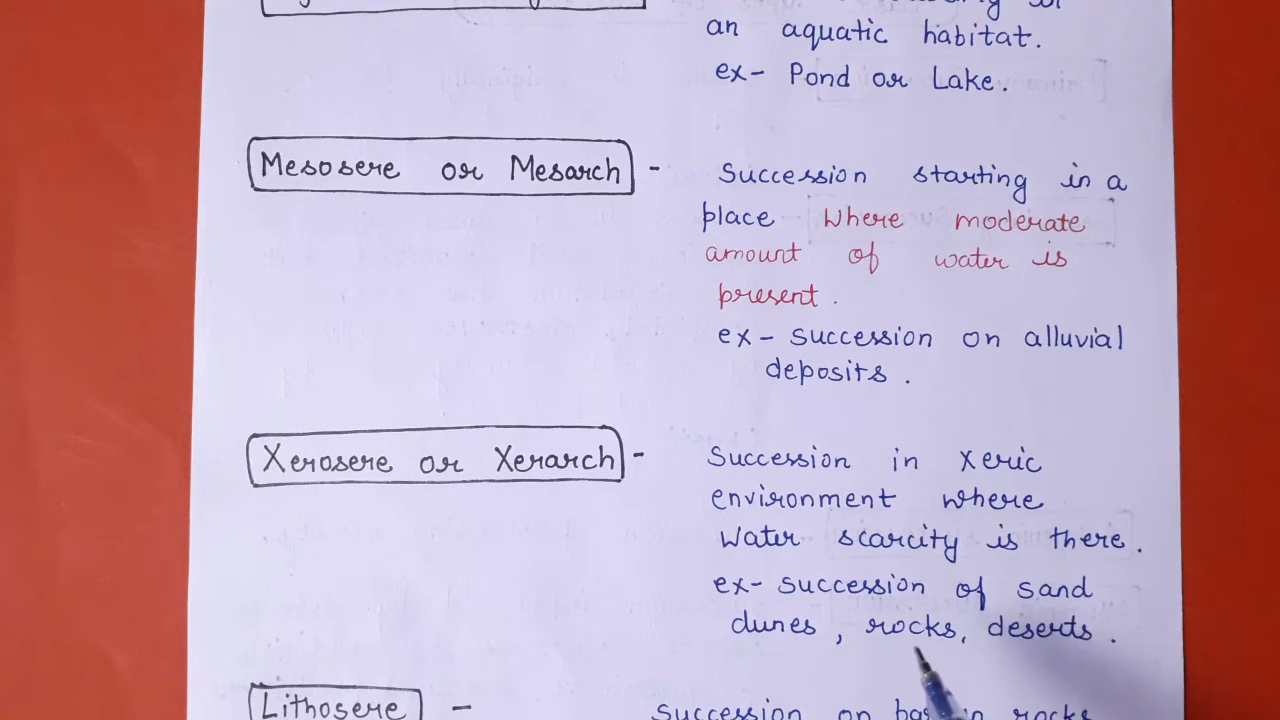 an aquatic habitat.
ex- Pond or Lake.
Mesosere or Mesarch - Succession starting in a
place where moderate
amount of water is
present.
ex- succession on alluvial
deposits.
Xerosere or Xerarch - Succession in xeric
environment where
water scarcity is there.
ex- succession of sand
dunes, rocks, deserts.
Lithosere - Succession on rocks